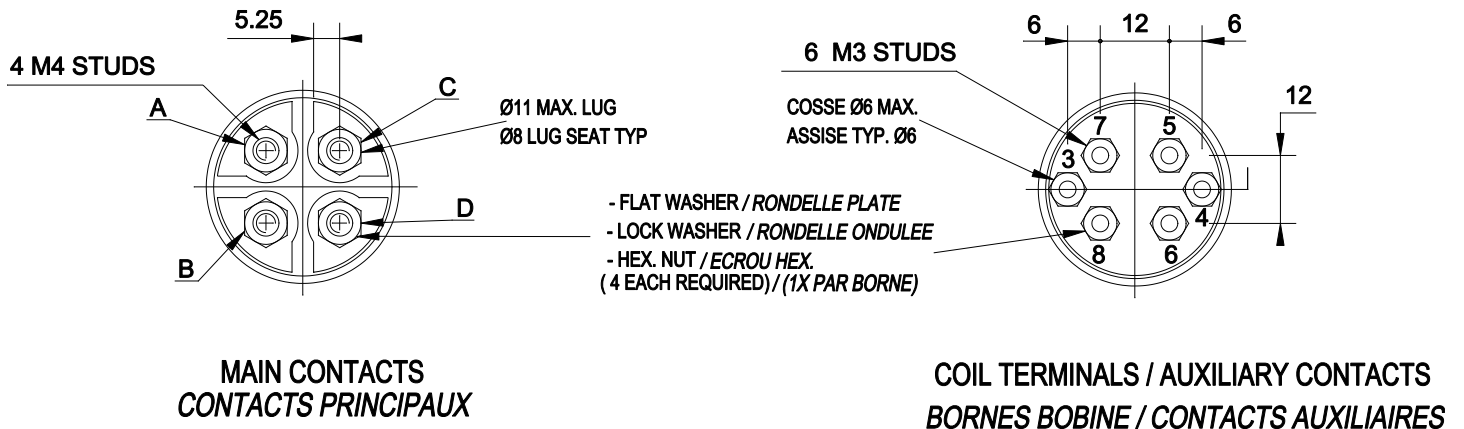 5.25
4 M4 STUDS
A
C
Ø11 MAX. LUG
Ø8 LUG SEAT TYP
D
B
- FLAT WASHER / RONDELLE PLATE
- LOCK WASHER / RONDELLE ONDULEE
- HEX. NUT / ECROU HEX.
( 4 EACH REQUIRED) / (1X PAR BORNE)
MAIN CONTACTS
CONTACTS PRINCIPAUX
6 12 6
6 M3 STUDS
COSSE Ø6 MAX.
ASSISE TYP. Ø6
12
7 5
3
4
8 6
COIL TERMINALS / AUXILIARY CONTACTS
BORNES BOBINE / CONTACTS AUXILIAIRES